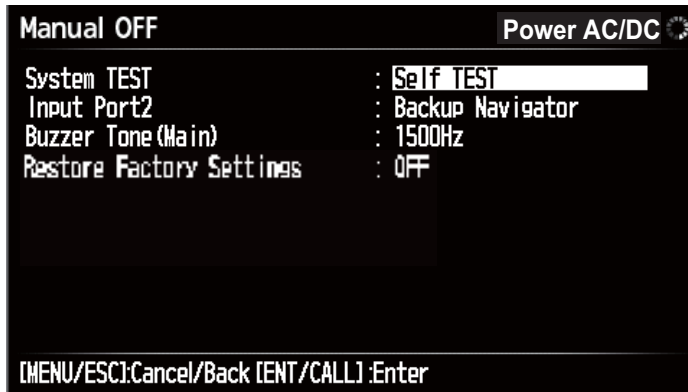 Manual OFF Power AC/DC
System TEST : Self TEST
Input Port2 : Backup Navigator
Buzzer Tone(Main) : 1500Hz
Restore Factory Settings : OFF
[MENU/ESC]:Cancel/Back [ENT/CALL]:Enter